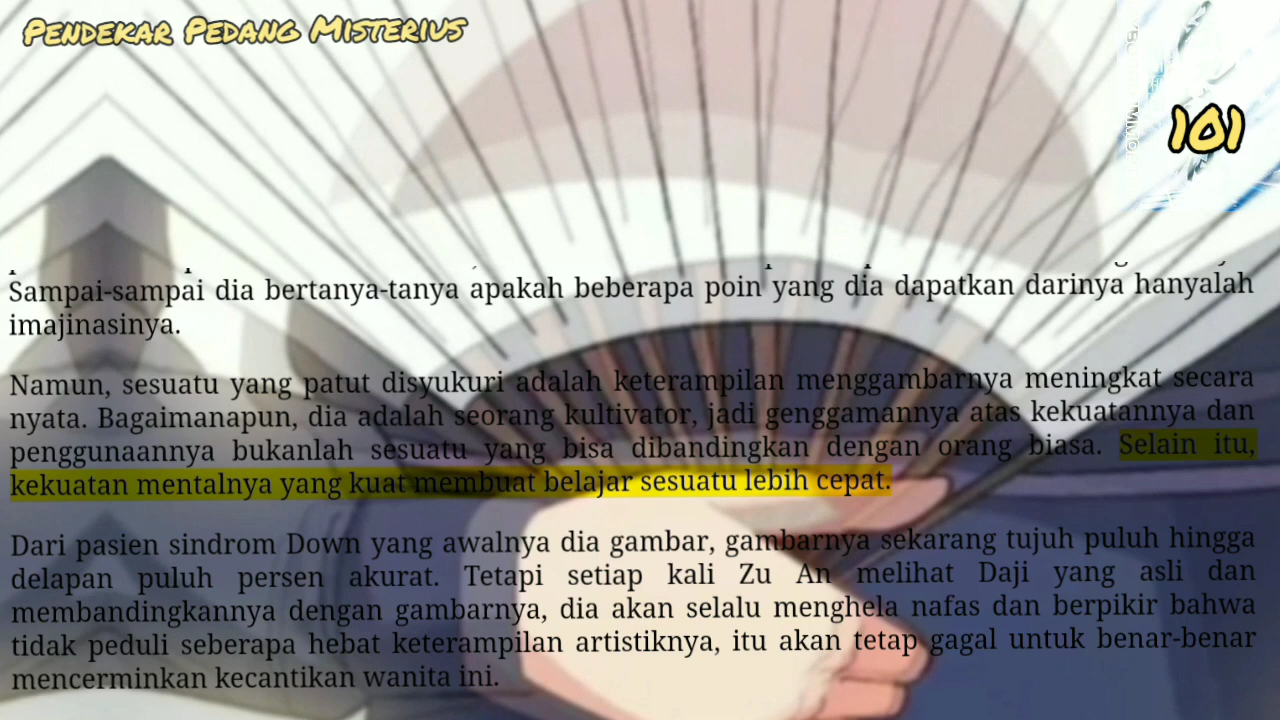 Pendekar Pedang Misterius
101
Sampai-sampai dia bertanya-tanya apakah beberapa poin yang dia dapatkan darinya hanyalah
imajinasinya.
Namun, sesuatu yang patut disyukuri adalah keterampilan menggambarnya meningkat secara
nyata. Bagaimanapun, dia adalah seorang kultivator, jadi genggamannya atas kekuatannya dan
penggunaannya bukanlah sesuatu yang bisa dibandingkan dengan orang biasa. Selain itu,
kekuatan mentalnya yang kuat membuat belajar sesuatu lebih cepat.
Dari pasien sindrom Down yang awalnya dia gambar, gambarnya sekarang tujuh puluh hingga
delapan puluh persen akurat. Tetapi setiap kali Zu An melihat Daji yang asli dan
membandingkannya dengan gambarnya, dia akan selalu menghela nafas dan berpikir bahwa
tidak peduli seberapa hebat keterampilan artistiknya, itu akan tetap gagal untuk benar-benar
mencerminkan kecantikan wanita ini.